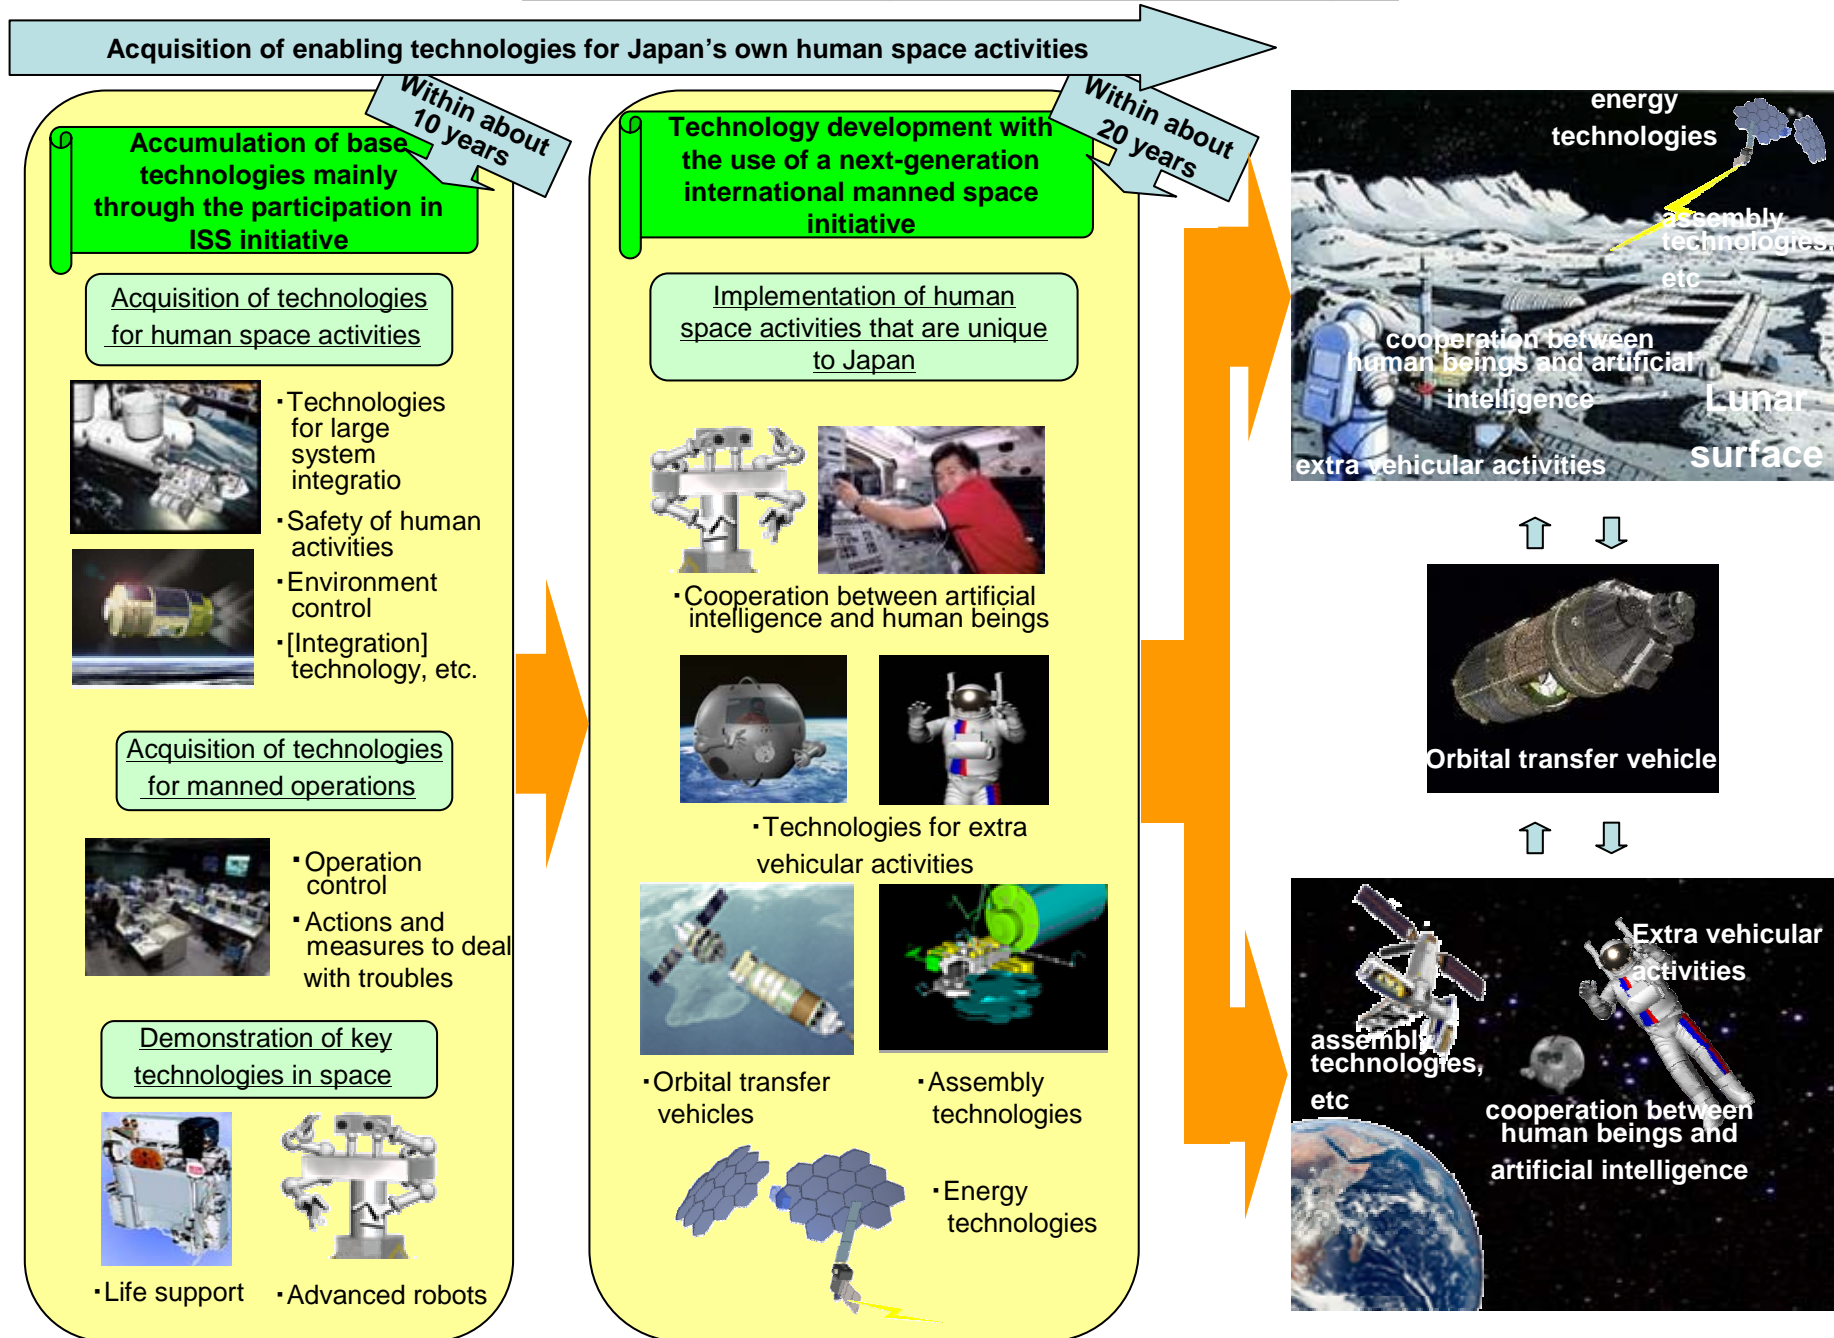 Acquisition of enabling technologies for Japan’s own human space activities
Within about
10 years
Accumulation of base
technologies mainly
through the participation in
ISS initiative
Acquisition of technologies
for human space activities
・Technologies
for large
system
integratio
・Safety of human
activities
・Environment
control
・[Integration]
technology, etc.
Acquisition of technologies
for manned operations
・Operation
control
・Actions and
measures to deal
with troubles
Demonstration of key
technologies in space
・Life support
・Advanced robots
Within about
20 years
Technology development with
the use of a next-generation
international manned space
initiative
Implementation of human
space activities that are unique
to Japan
・Cooperation between artificial
intelligence and human beings
・Technologies for extra
vehicular activities
・Orbital transfer
vehicles
・Assembly
technologies
・Energy
technologies
energy
technologies
assembly
technologies,
etc
cooperation between
human beings and artificial
intelligence
Lunar
surface
extra vehicular activities
Orbital transfer vehicle
Extra vehicular
activities
assembly
technologies,
etc
cooperation between
human beings and
artificial intelligence